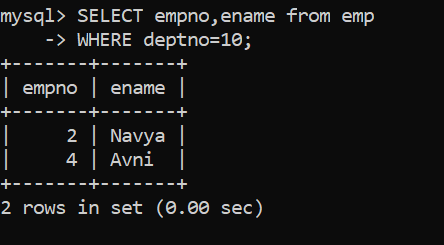 mysql> SELECT empno,ename from emp
    -> WHERE deptno=10;
+-------+-------+
| empno | ename |
+-------+-------+
|     2 | Navya |
|     4 | Avni  |
+-------+-------+
2 rows in set (0.00 sec)